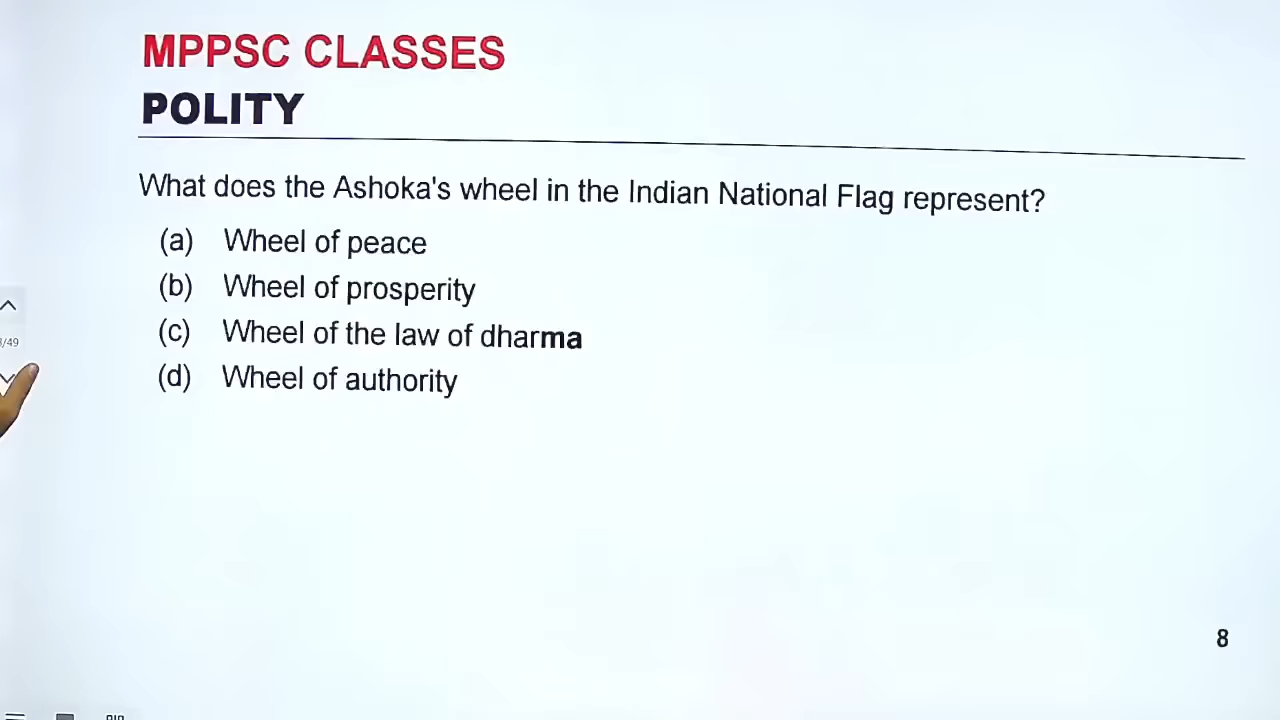 MPPSC CLASSES
POLITY
What does the Ashoka's wheel in the Indian National Flag represent?
(a) Wheel of peace
(b) Wheel of prosperity
(c) Wheel of the law of dharma
(d) Wheel of authority
/49
8